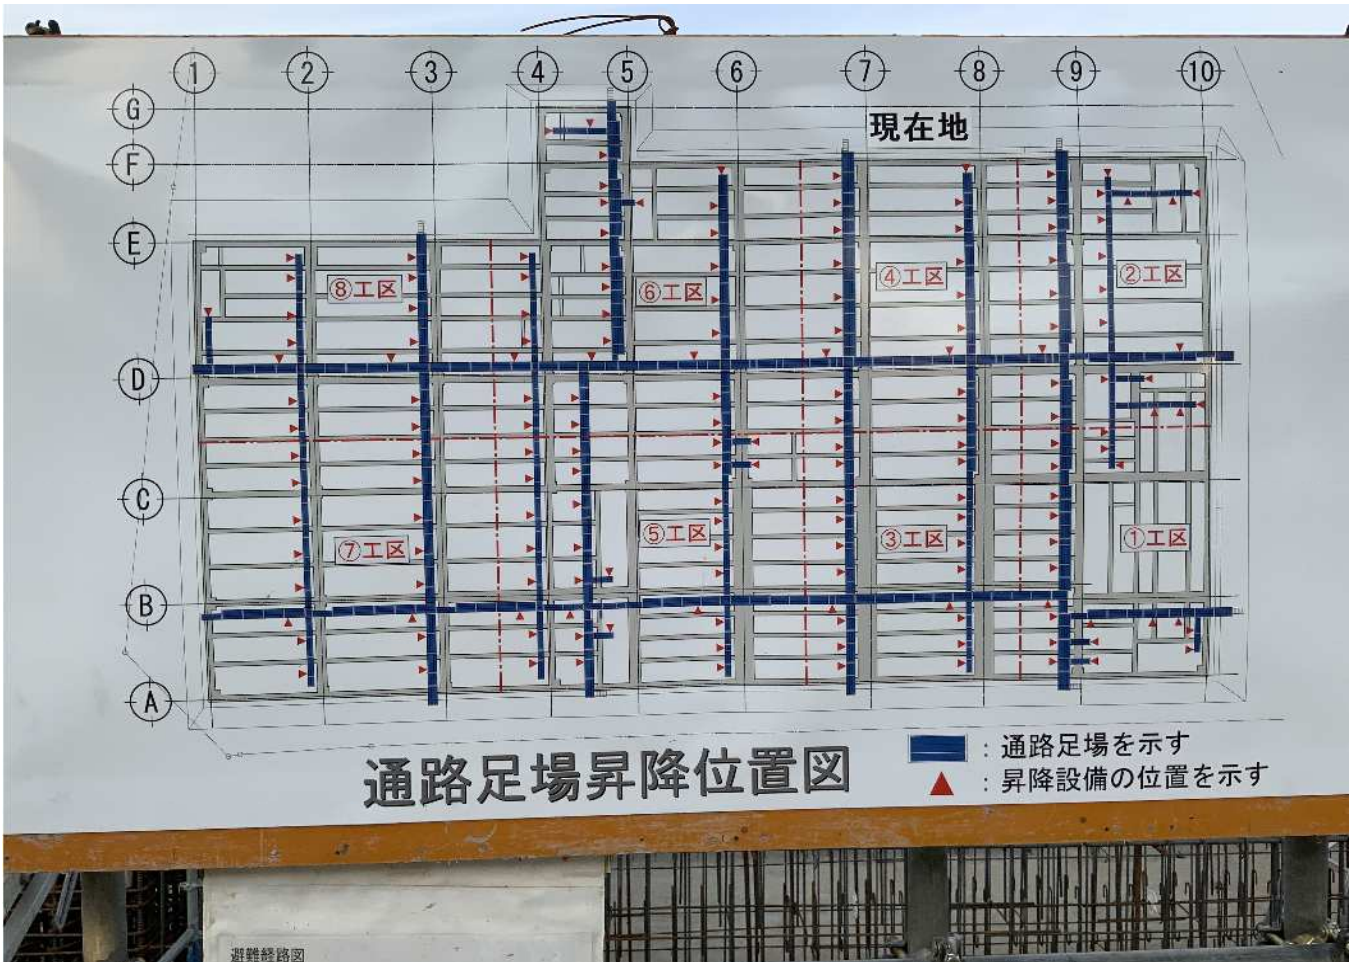 1 2 3 4 5 6 7 8 9 10
G
現在地
F
E
⑧工区
⑥工区
④工区
②工区
D
C
⑦工区
⑤工区
③工区
①工区
B
A
通路足場昇降位置図
：通路足場を示す
：昇降設備の位置を示す
避難経路図